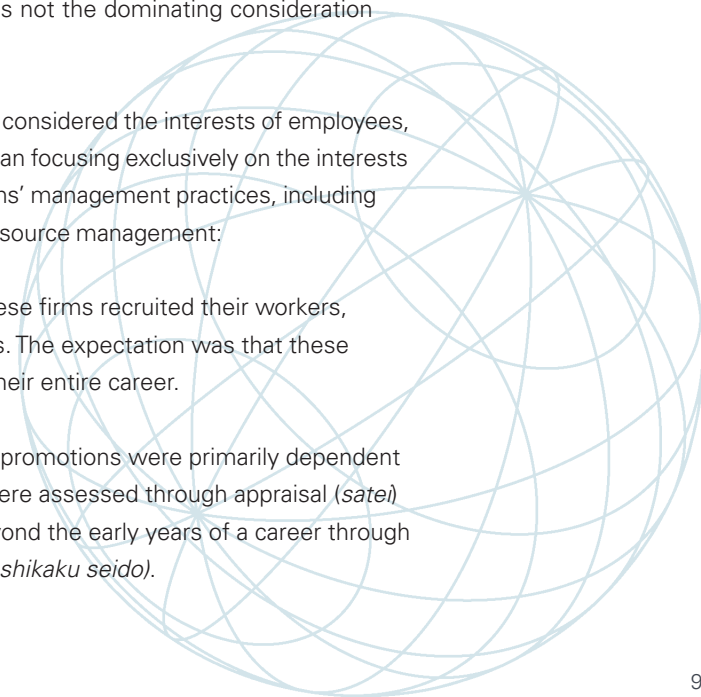 s not the dominating consideration
considered the interests of employees,
an focusing exclusively on the interests
ns' management practices, including
source management:
ese firms recruited their workers,
s. The expectation was that these
heir entire career.
promotions were primarily dependent
ere assessed through appraisal (satei)
yond the early years of a career through
shikaku seido).
9